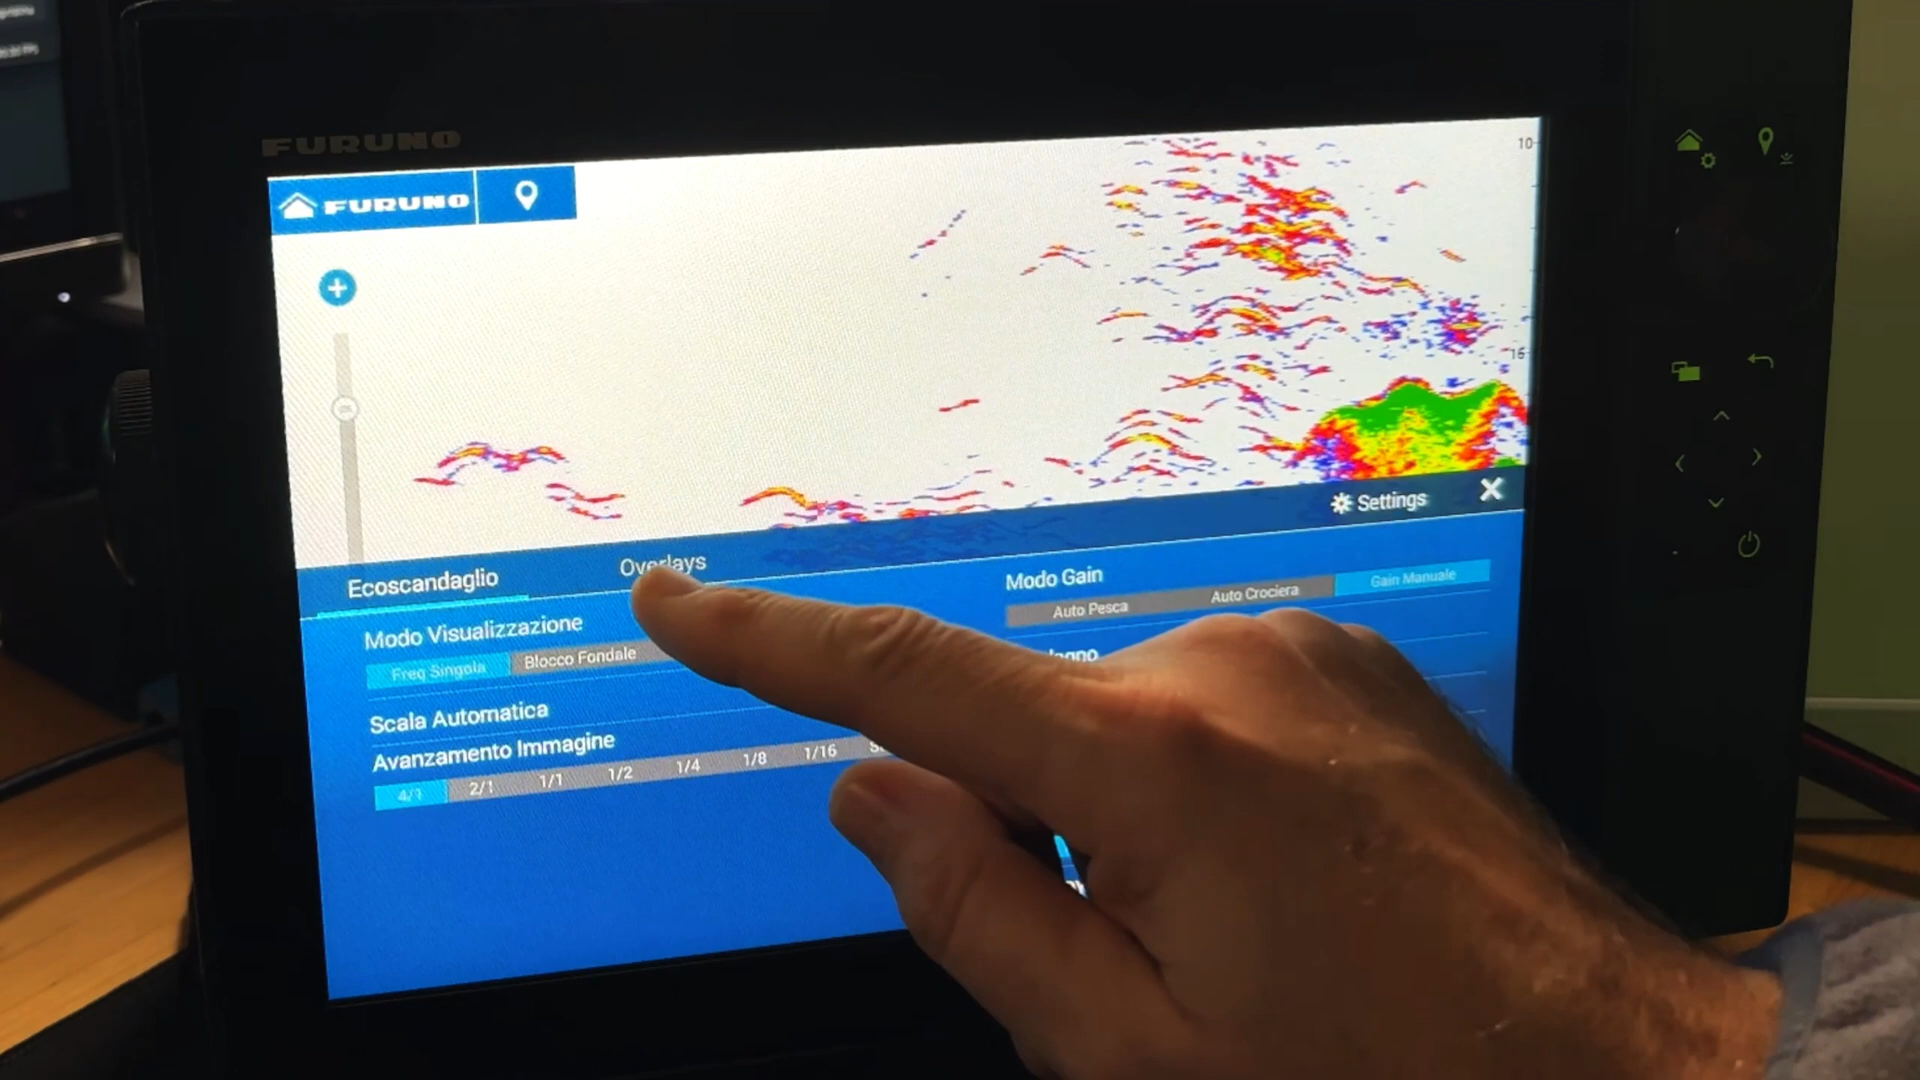 FURUNO
FURUNO
10
16
Settings
Ecoscandaglio
Overlays
Modo Visualizzazione
Freq Singola
Blocco Fondale
Scala Automatica
Avanzamento Immagine
4/1
2/1
1/1
1/2
1/4
1/8
1/16
Modo Gain
Auto Pesca
Auto Crociera
Gain Manuale